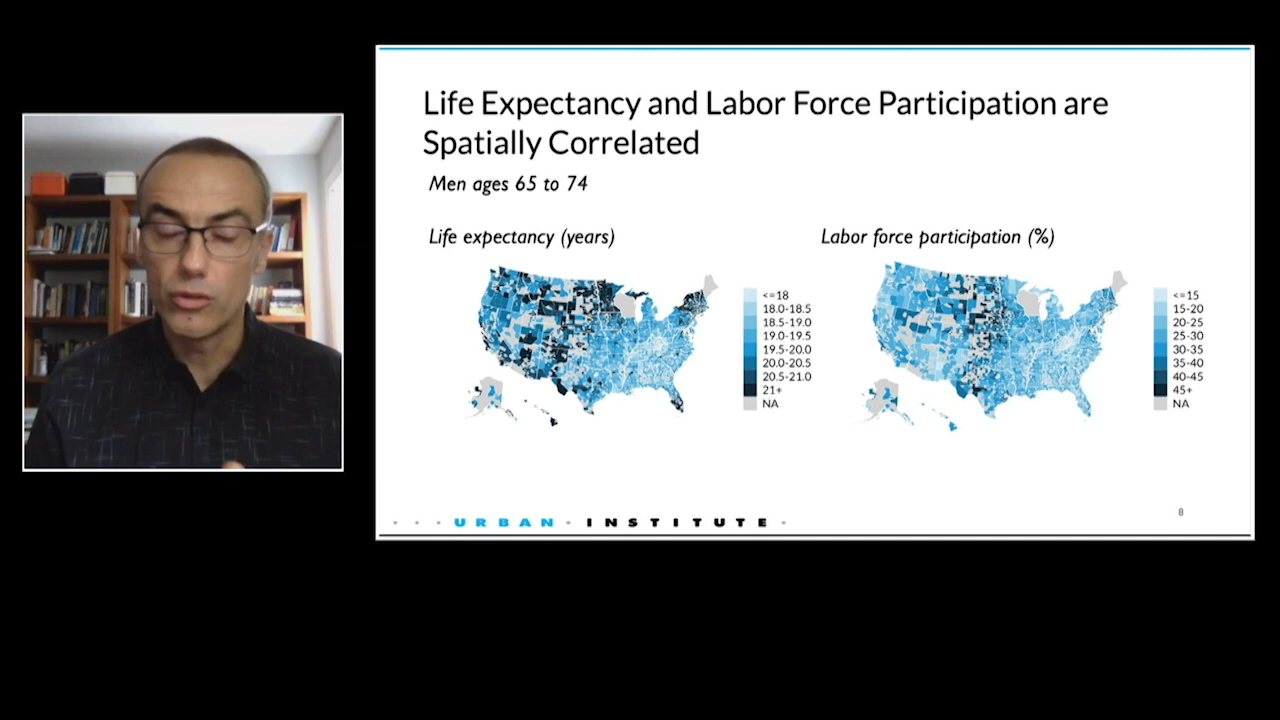 Life Expectancy and Labor Force Participation are
Spatially Correlated
Men ages 65 to 74
Life expectancy (years)
<=18
18.0-18.5
18.5-19.0
19.0-19.5
19.5-20.0
20.0-20.5
20.5-21.0
21+
NA
Labor force participation (%)
<=15
15-20
20-25
25-30
30-35
35-40
40-45
45+
NA
8
URBAN INSTITUTE